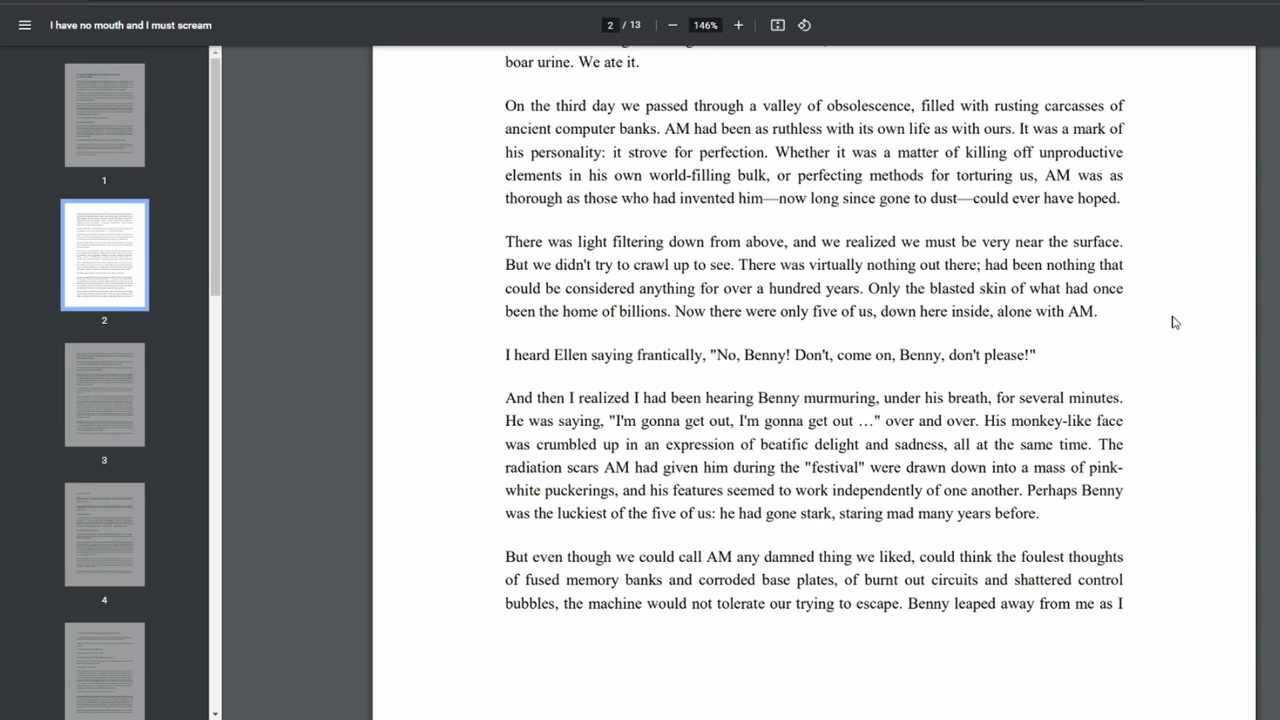 I have no mouth and I must scream
2 / 13
146%
boar urine. We ate it.
On the third day we passed through a valley of obsolescence, filled with rusting carcasses of
ancient computer banks. AM had been as ruthless with its own life as with ours. It was a mark of
his personality: it strove for perfection. Whether it was a matter of killing off unproductive
elements in his own world-filling bulk, or perfecting methods for torturing us, AM was as
thorough as those who had invented him—now long since gone to dust—could ever have hoped.
There was light filtering down from above, and we realized we must be very near the surface.
But we didn't try to crawl up to see. There was virtually nothing out there; had been nothing that
could be considered anything for over a hundred years. Only the blasted skin of what had once
been the home of billions. Now there were only five of us, down here inside, alone with AM.
I heard Ellen saying frantically, "No, Benny! Don't, come on, Benny, don't please!"
And then I realized I had been hearing Benny murmuring, under his breath, for several minutes.
He was saying, "I'm gonna get out, I'm gonna get out …" over and over. His monkey-like face
was crumbled up in an expression of beatific delight and sadness, all at the same time. The
radiation scars AM had given him during the "festival" were drawn down into a mass of pink-
white puckerings, and his features seemed to work independently of one another. Perhaps Benny
was the luckiest of the five of us: he had gone stark, staring mad many years before.
But even though we could call AM any damned thing we liked, could think the foulest thoughts
of fused memory banks and corroded base plates, of burnt out circuits and shattered control
bubbles, the machine would not tolerate our trying to escape. Benny leaped away from me as I
1
2
3
4